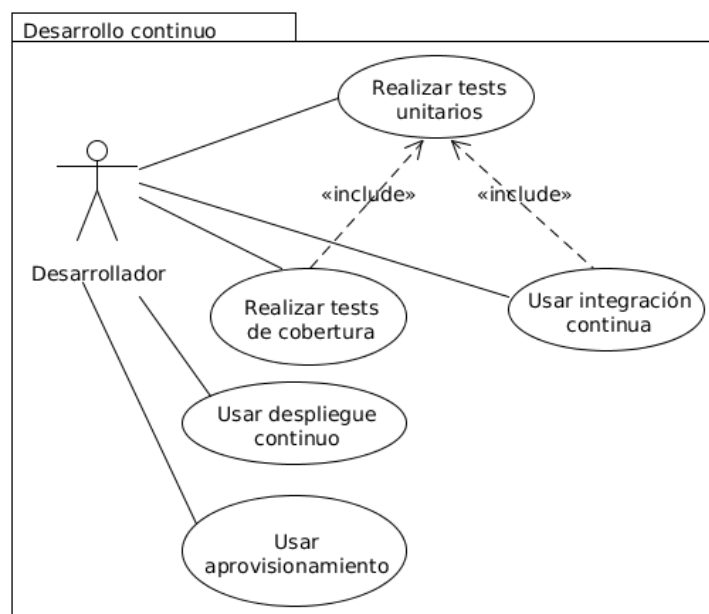 Desarrollo continuo
Realizar tests
unitarios
«include»
«include»
Desarrollador
Realizar tests
de cobertura
Usar integración
continua
Usar despliegue
continuo
Usar
aprovisionamiento